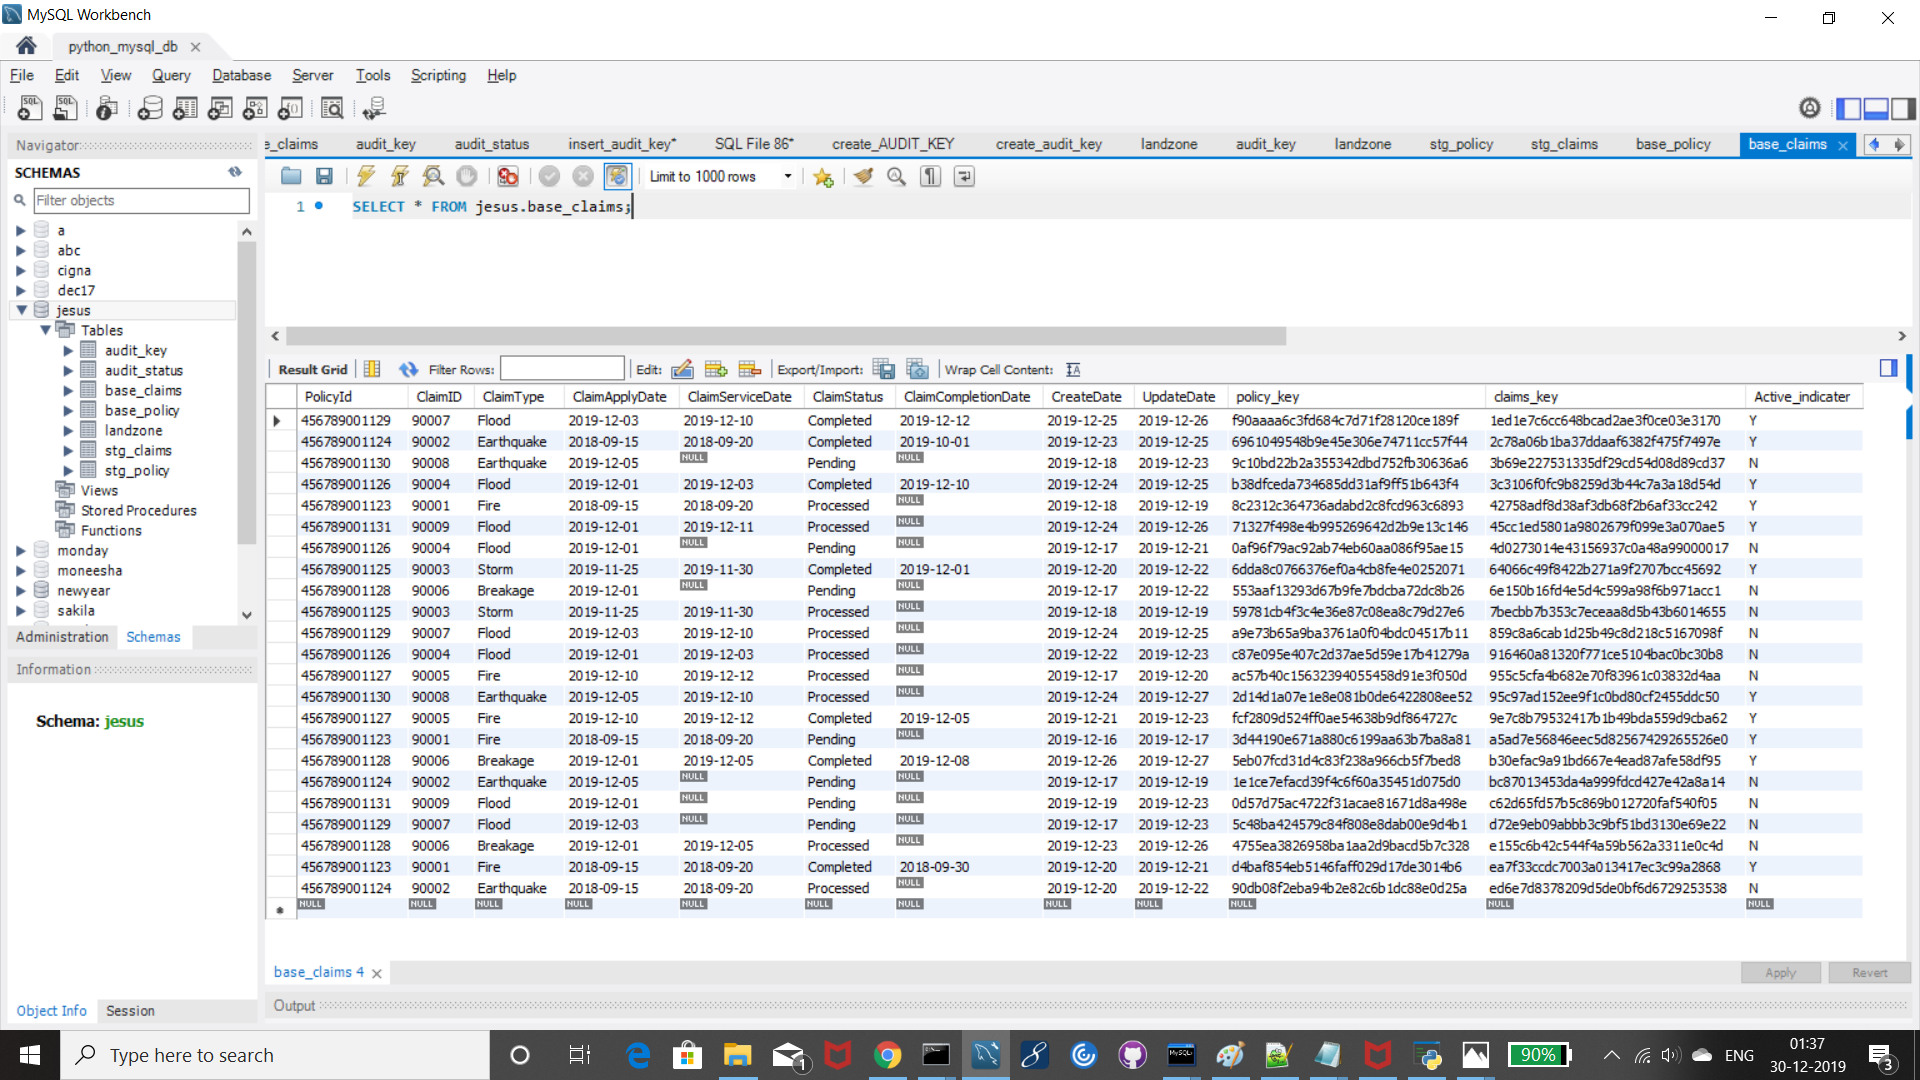 MySQL Workbench
python_mysql_db
File Edit View Query Database Server Tools Scripting Help
Navigator
e_claims audit_key audit_status insert_audit_key* SQL File 86* create_AUDIT_KEY create_audit_key landzone audit_key landzone stg_policy stg_claims base_policy base_claims
SCHEMAS
Limit to 1000 rows
Filter objects
1 SELECT * FROM jesus.base_claims;
a
abc
cigna
dec17
jesus
Tables
audit_key
audit_status
base_claims
base_policy
landzone
stg_claims
stg_policy
Views
Stored Procedures
Functions
monday
moneesha
newyear
sakila
Administration Schemas
Information
Schema: jesus
Object Info Session
Result Grid Filter Rows: Edit: Export/Import: Wrap Cell Content:
PolicyId ClaimID ClaimType ClaimApplyDate ClaimServiceDate ClaimStatus ClaimCompletionDate CreateDate UpdateDate policy_key claims_key Active_indicater
456789001129 90007 Flood 2019-12-03 2019-12-10 Completed 2019-12-12 2019-12-25 2019-12-26 f90aaaa6c3fd684c7d71f28120ce189f 1ed1e7c6cc648bcad2ae3f0ce03e3170 Y
456789001124 90002 Earthquake 2018-09-15 2018-09-20 Completed 2019-10-01 2019-12-23 2019-12-25 6961049548b9e45e306e74711cc57f44 2c78a06b1ba37ddaaf6382f475f7497e Y
456789001130 90008 Earthquake 2019-12-05 NULL Pending NULL 2019-12-18 2019-12-23 9c10bd22b2a355342dbd752fb30636a6 3b69e227531335df29cd54d08d89cd37 N
456789001126 90004 Flood 2019-12-01 2019-12-03 Completed 2019-12-10 2019-12-24 2019-12-25 b38dfceda734685dd31af9ff51b643f4 3c3106f0fc9b8259d3b44c7a3a18d54d Y
456789001123 90001 Fire 2018-09-15 2018-09-20 Processed NULL 2019-12-18 2019-12-19 8c2312c364736adabd2c8fcd963c6893 42758adf8d38af3db68f2b6af33cc242 Y
456789001131 90009 Flood 2019-12-01 2019-12-11 Processed NULL 2019-12-24 2019-12-26 71327f498e4b995269642d2b9e13c146 45cc1ed5801a9802679f099e3a070ae5 Y
456789001126 90004 Flood 2019-12-01 NULL Pending NULL 2019-12-17 2019-12-21 0af96f79ac92ab74eb60aa086f95ae15 4d0273014e43156937c0a48a99000017 N
456789001125 90003 Storm 2019-11-25 2019-11-30 Completed 2019-12-01 2019-12-20 2019-12-22 6dda8c0766376ef0a4cb8fe4e0252071 64066c49f8422b271a9f2707bcc45692 Y
456789001128 90006 Breakage 2019-12-01 NULL Pending NULL 2019-12-17 2019-12-22 553aaf13293d67b9fe7bdcba72dc8b26 6e150b16fd4e5d4c599a98f6b971acc1 N
456789001125 90003 Storm 2019-11-25 2019-11-30 Processed NULL 2019-12-18 2019-12-19 59781cb4f3c4e36e87c08ea8c79d27e6 7becbb7b353c7eceaa8d5b43b6014655 N
456789001129 90007 Flood 2019-12-03 2019-12-10 Processed NULL 2019-12-24 2019-12-25 a9e73b65a9ba3761a0f04bdc04517b11 859c8a6cab1d25b49c8d218c5167098f N
456789001126 90004 Flood 2019-12-01 2019-12-03 Processed NULL 2019-12-22 2019-12-23 c87e095e407c2d37ae5d59e17b41279a 916460a81320f771ce5104bac0bc30b8 N
456789001127 90005 Fire 2019-12-10 2019-12-12 Processed NULL 2019-12-17 2019-12-20 ac57b40c15632394055458d91e3f050d 955c5cfa4b682e70f83961c03832d4aa N
456789001130 90008 Earthquake 2019-12-05 2019-12-10 Processed NULL 2019-12-24 2019-12-27 2d14d1a07e1e8e081b0de6422808ee52 95c97ad152ee9f1c0bd80cf2455ddc50 Y
456789001127 90005 Fire 2019-12-10 2019-12-12 Completed 2019-12-05 2019-12-21 2019-12-23 fcf2809d524ff0ae54638b9df864727c 9e7c8b79532417b1b49bda559d9cba62 Y
456789001123 90001 Fire 2018-09-15 2018-09-20 Pending NULL 2019-12-16 2019-12-17 3d44190e671a880c6199aa63b7ba8a81 a5ad7e56846eec5d82567429265526e0 Y
456789001128 90006 Breakage 2019-12-01 2019-12-05 Completed 2019-12-08 2019-12-26 2019-12-27 5eb07fcd31d4c83f238a966cb5f7bed8 b30efac9a91bd667e4ead87afe58df95 Y
456789001124 90002 Earthquake 2019-12-05 NULL Pending NULL 2019-12-17 2019-12-19 1e1ce7efacd39f4c6f60a35451d075d0 bc87013453da4a999fdcd427e42a8a14 N
456789001131 90009 Flood 2019-12-01 NULL Pending NULL 2019-12-19 2019-12-23 0d57d75ac4722f31acae81671d8a498e c62d65fd57b5c869b012720faf540f05 N
456789001129 90007 Flood 2019-12-03 NULL Pending NULL 2019-12-17 2019-12-23 5c48ba424579c84f808e8dab00e9d4b1 d72e9eb09abbb3c9bf51bd3130e69e22 N
456789001128 90006 Breakage 2019-12-01 2019-12-05 Processed NULL 2019-12-23 2019-12-26 4755ea3826958ba1aa2d9bacd5b7c328 e155c6b42c544f4a59b562a3311e0c4d N
456789001123 90001 Fire 2018-09-15 2018-09-20 Completed 2018-09-30 2019-12-20 2019-12-21 d4baf854eb5146faff029d17de3014b6 ea7f33ccdc7003a013417ec3c99a2868 Y
456789001124 90002 Earthquake 2018-09-15 2018-09-20 Processed NULL 2019-12-20 2019-12-22 90db08f2eba94b2e82c6b1dc88e0d25a ed6e7d8378209d5de0bf6d6729253538 N
NULL NULL NULL NULL NULL NULL NULL NULL NULL NULL NULL NULL
base_claims 4
Apply Revert
Output
Type here to search
1
MySQL
90%
ENG
01:37
30-12-2019
3